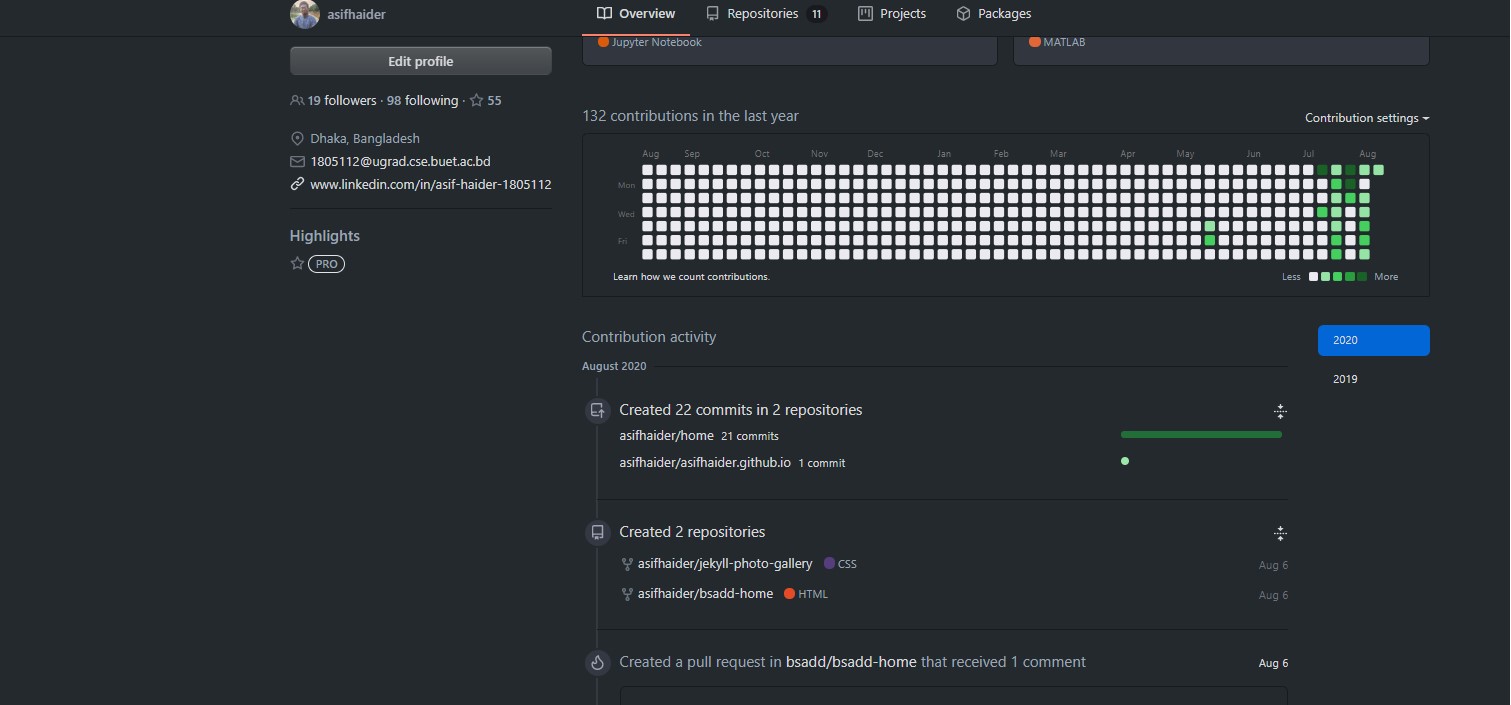 asifhaider
Overview Repositories 11 Projects Packages
Edit profile
19 followers · 98 following · 55
Dhaka, Bangladesh
1805112@ugrad.cse.buet.ac.bd
www.linkedin.com/in/asif-haider-1805112
Highlights
PRO
Jupyter Notebook
MATLAB
132 contributions in the last year
Contribution settings
Aug Sep Oct Nov Dec Jan Feb Mar Apr May Jun Jul Aug
Mon
Wed
Fri
Learn how we count contributions.
Less More
Contribution activity
2020
2019
August 2020
Created 22 commits in 2 repositories
asifhaider/home 21 commits
asifhaider/asifhaider.github.io 1 commit
Created 2 repositories
asifhaider/jekyll-photo-gallery CSS Aug 6
asifhaider/bsadd-home HTML Aug 6
Created a pull request in bsadd/bsadd-home that received 1 comment Aug 6